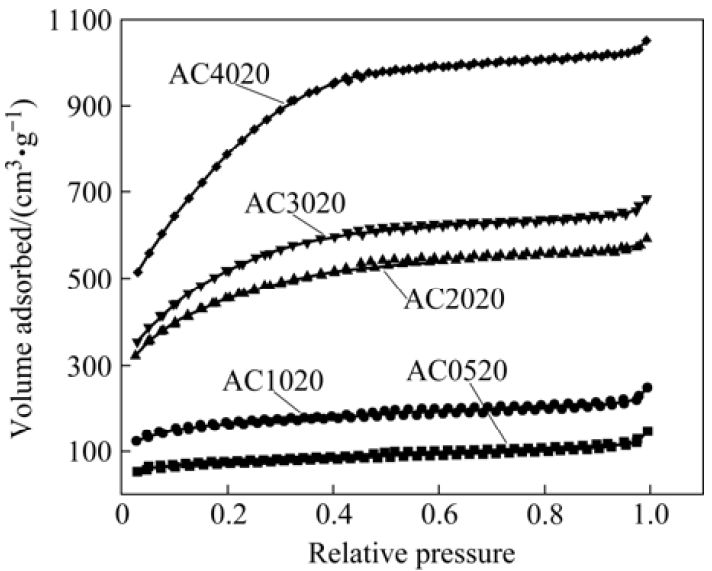 1 100
900
700
500
300
100
Volume adsorbed/(cm³•g⁻¹)
AC4020
AC3020
AC2020
AC1020
AC0520
0 0.2 0.4 0.6 0.8 1.0
Relative pressure